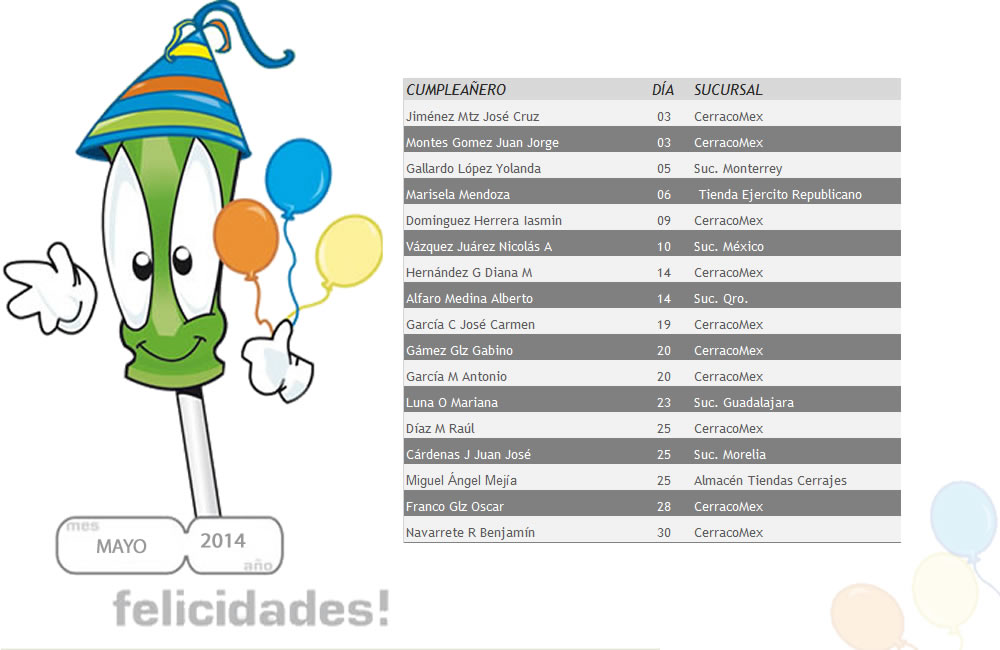 CUMPLEAÑERO DÍA SUCURSAL
Jiménez Mtz José Cruz 03 CerracoMex
Montes Gomez Juan Jorge 03 CerracoMex
Gallardo López Yolanda 05 Suc. Monterrey
Marisela Mendoza 06 Tienda Ejercito Republicano
Dominguez Herrera Iasmin 09 CerracoMex
Vázquez Juárez Nicolás A 10 Suc. México
Hernández G Diana M 14 CerracoMex
Alfaro Medina Alberto 14 Suc. Qro.
García C José Carmen 19 CerracoMex
Gámez Glz Gabino 20 CerracoMex
García M Antonio 20 CerracoMex
Luna O Mariana 23 Suc. Guadalajara
Díaz M Raúl 25 CerracoMex
Cárdenas J Juan José 25 Suc. Morelia
Miguel Ángel Mejía 25 Almacén Tiendas Cerrajes
Franco Glz Oscar 28 CerracoMex
Navarrete R Benjamín 30 CerracoMex
mes
MAYO 2014
año
felicidades!